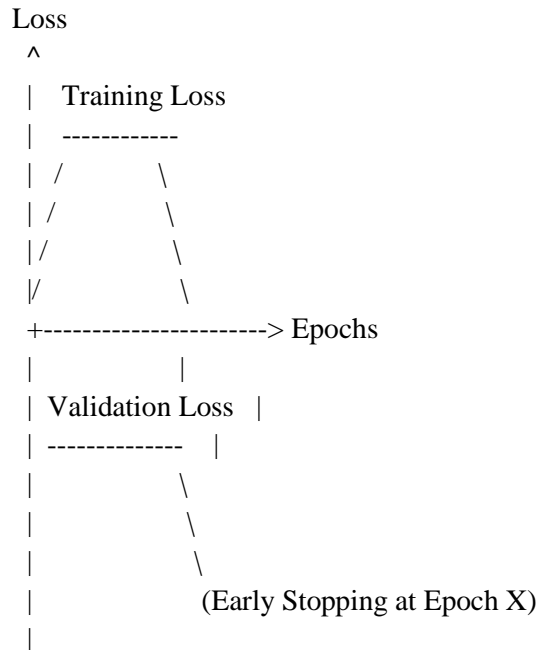 Loss
^
| Training Loss
| ------------
| / \
| / \
| / \
|/ \
+-----------------------> Epochs
| |
| Validation Loss |
| -------------- |
| \
| \
| \
| (Early Stopping at Epoch X)
|